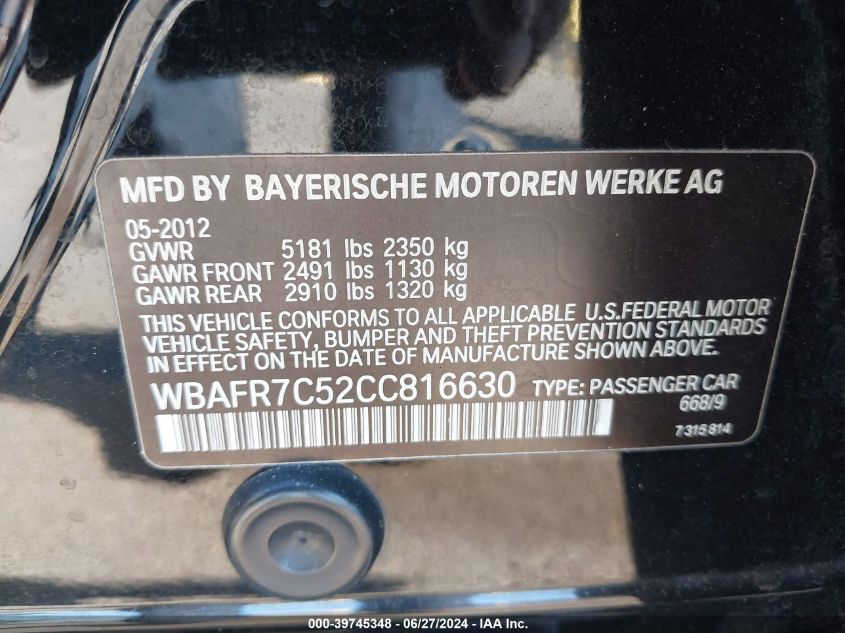 MFD BY BAYERISCHE MOTOREN WERKE AG
05-2012
GVWR 5181 lbs 2350 kg
GAWR FRONT 2491 lbs 1130 kg
GAWR REAR 2910 lbs 1320 kg
THIS VEHICLE CONFORMS TO ALL APPLICABLE U.S.FEDERAL MOTOR
VEHICLE SAFETY, BUMPER AND THEFT PREVENTION STANDARDS
IN EFFECT ON THE DATE OF MANUFACTURE SHOWN ABOVE.
WBAFR7C52CC816630 TYPE: PASSENGER CAR
668/9
7315814
000-39745348 - 06/27/2024 - IAA, Inc.